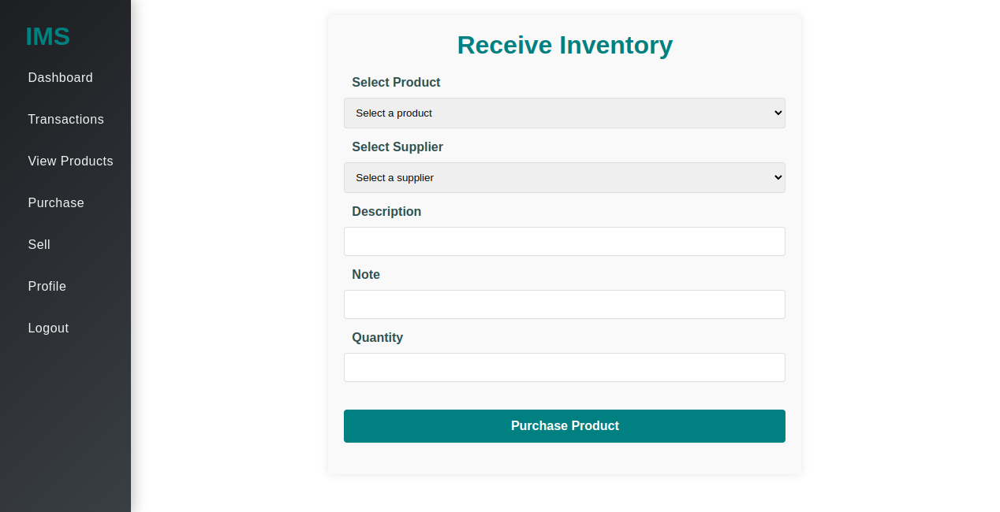 IMS
Dashboard
Transactions
View Products
Purchase
Sell
Profile
Logout
Receive Inventory
Select Product
Select a product
Select Supplier
Select a supplier
Description
Note
Quantity
Purchase Product